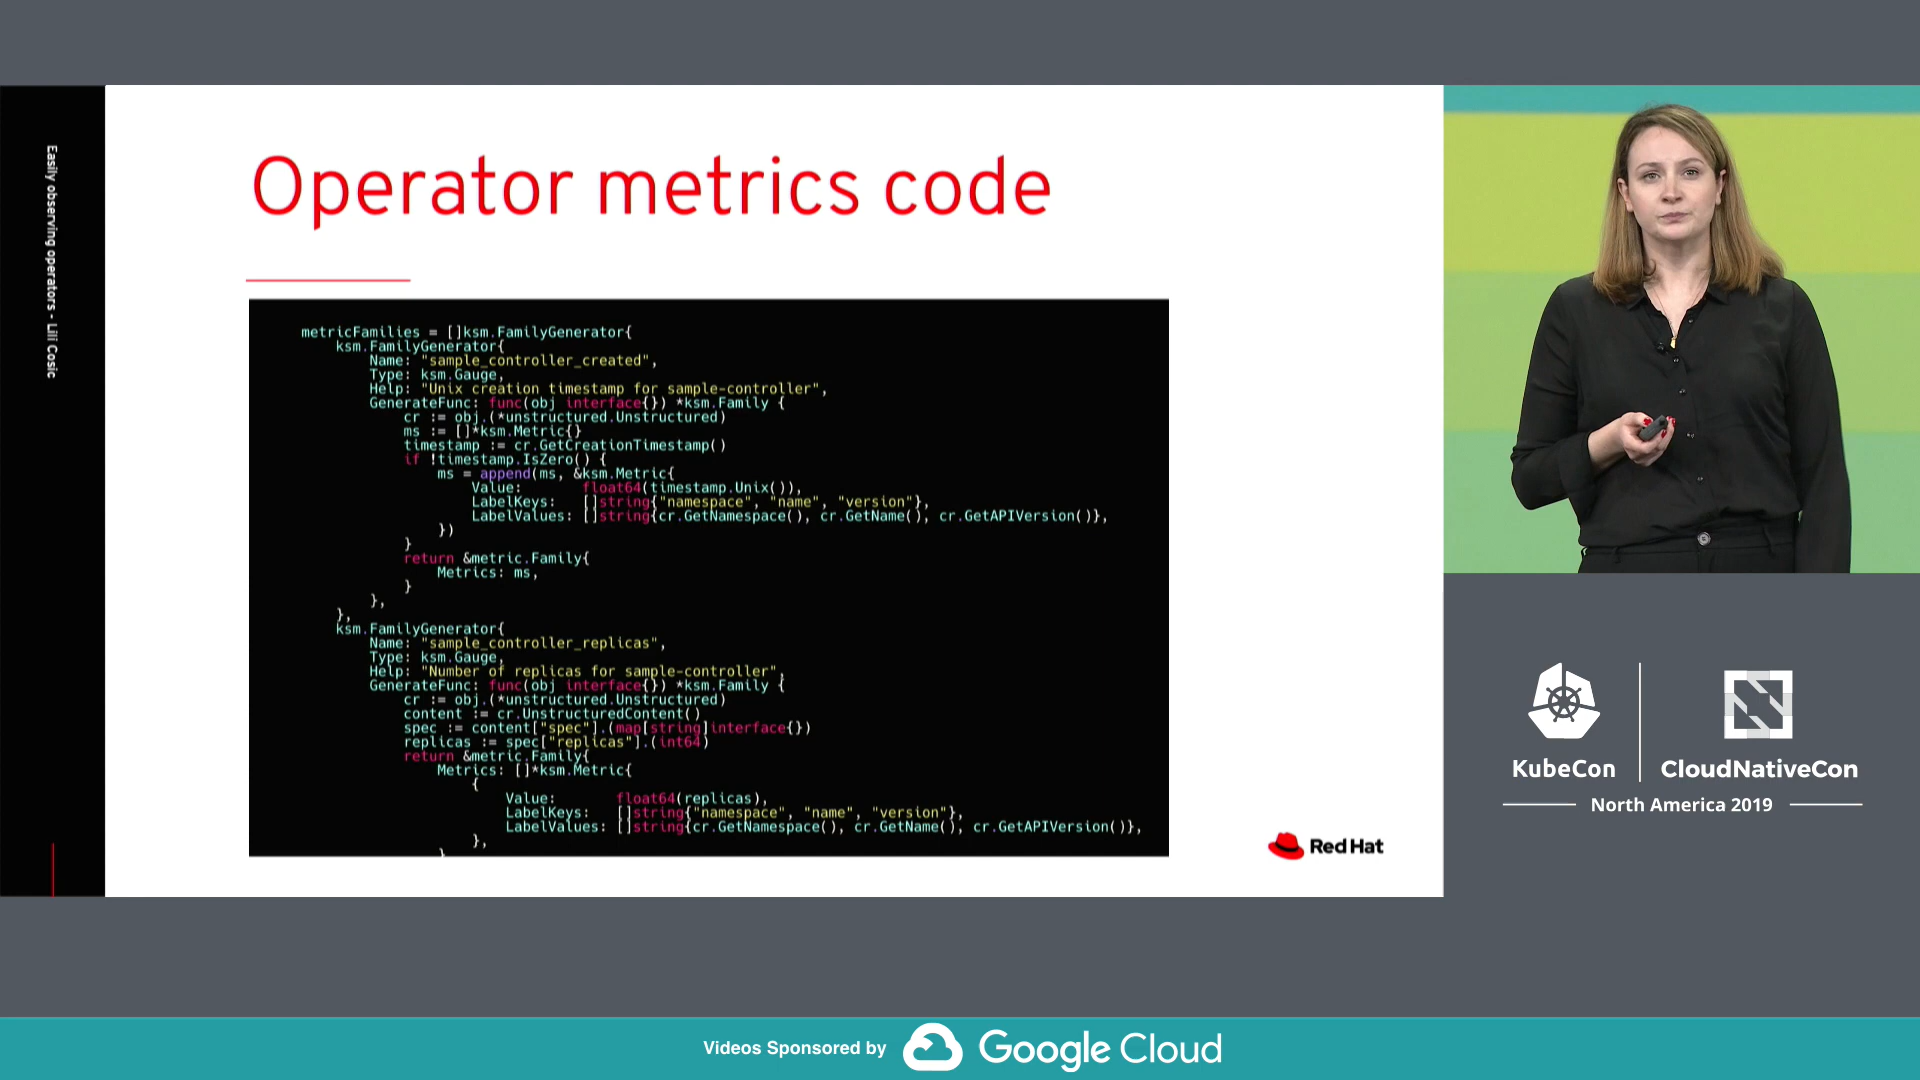 Easily observing operators - Lili Cosic
Operator metrics code
metricFamilies = []ksm.FamilyGenerator{
ksm.FamilyGenerator{
Name: "sample_controller_created",
Type: ksm.Gauge,
Help: "Unix creation timestamp for sample-controller",
GenerateFunc: func(obj interface{}) *ksm.Family {
cr := obj.(*unstructured.Unstructured)
ms := []*ksm.Metric{}
timestamp := cr.GetCreationTimestamp()
if !timestamp.IsZero() {
ms = append(ms, &ksm.Metric{
Value: float64(timestamp.Unix()),
LabelKeys: []string{"namespace", "name", "version"},
LabelValues: []string{cr.GetNamespace(), cr.GetName(), cr.GetAPIVersion()},
})
}
return &metric.Family{
Metrics: ms,
}
},
},
ksm.FamilyGenerator{
Name: "sample_controller_replicas",
Type: ksm.Gauge,
Help: "Number of replicas for sample-controller",
GenerateFunc: func(obj interface{}) *ksm.Family {
cr := obj.(*unstructured.Unstructured)
content := cr.UnstructuredContent()
spec := content["spec"].(map[string]interface{})
replicas := spec["replicas"].(int64)
return &metric.Family{
Metrics: []*ksm.Metric{
{
Value: float64(replicas),
LabelKeys: []string{"namespace", "name", "version"},
LabelValues: []string{cr.GetNamespace(), cr.GetName(), cr.GetAPIVersion()},
},
}
Red Hat
KubeCon
CloudNativeCon
North America 2019
Videos Sponsored by
Google Cloud